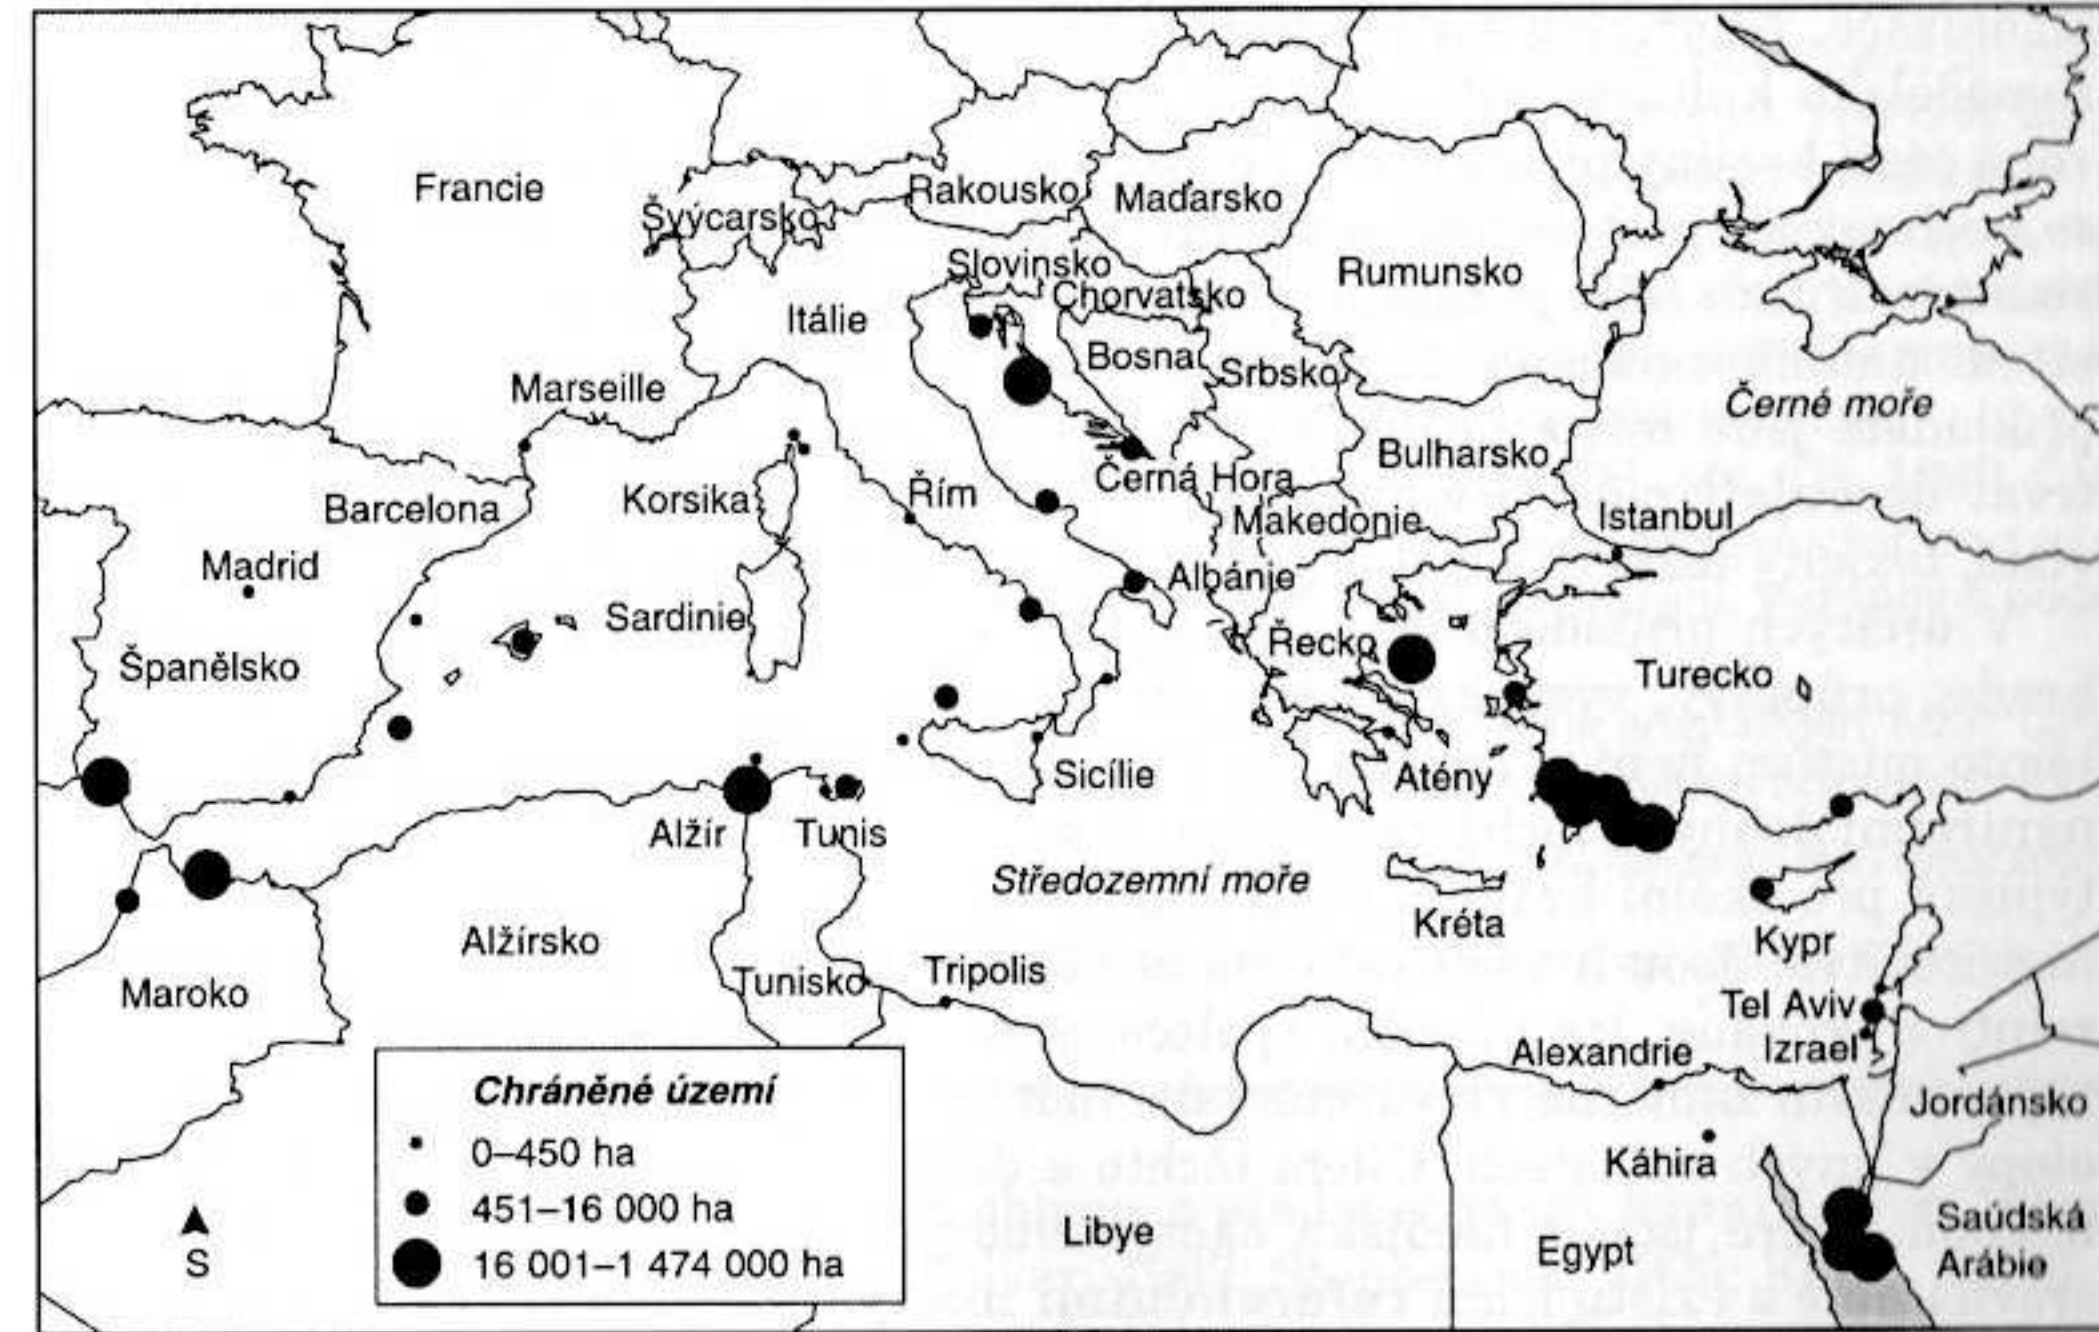 Francie
Švýcarsko
Rakousko
Maďarsko
Slovinsko
Chorvatsko
Rumunsko
Itálie
Bosna
Srbsko
Marseille
Černé moře
Bulharsko
Černá Hora
Korsika
Řím
Barcelona
Makedonie
Istanbul
Madrid
Albánie
Sardinie
Řecko
Španělsko
Turecko
Sicílie
Atény
Alžír
Tunis
Středozemní moře
Kréta
Kypr
Alžírsko
Maroko
Tunisko
Tripolis
Tel Aviv
Izrael
Alexandrie
Jordánsko
Káhira
Libye
Egypt
Saúdská
Arábie
Chráněné území
0–450 ha
451–16 000 ha
16 001–1 474 000 ha
S